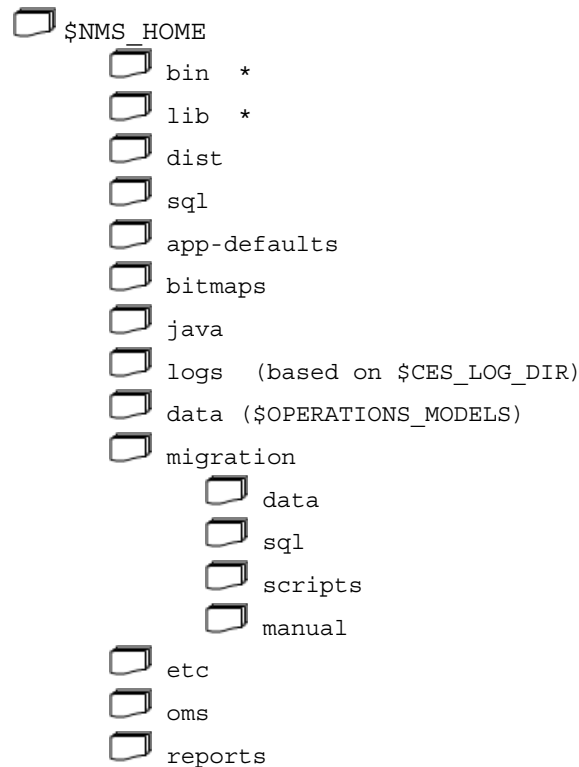 $NMS_HOME
bin *
lib *
dist
sql
app-defaults
bitmaps
java
logs (based on $CES_LOG_DIR)
data ($OPERATIONS_MODELS)
migration
data
sql
scripts
manual
etc
oms
reports